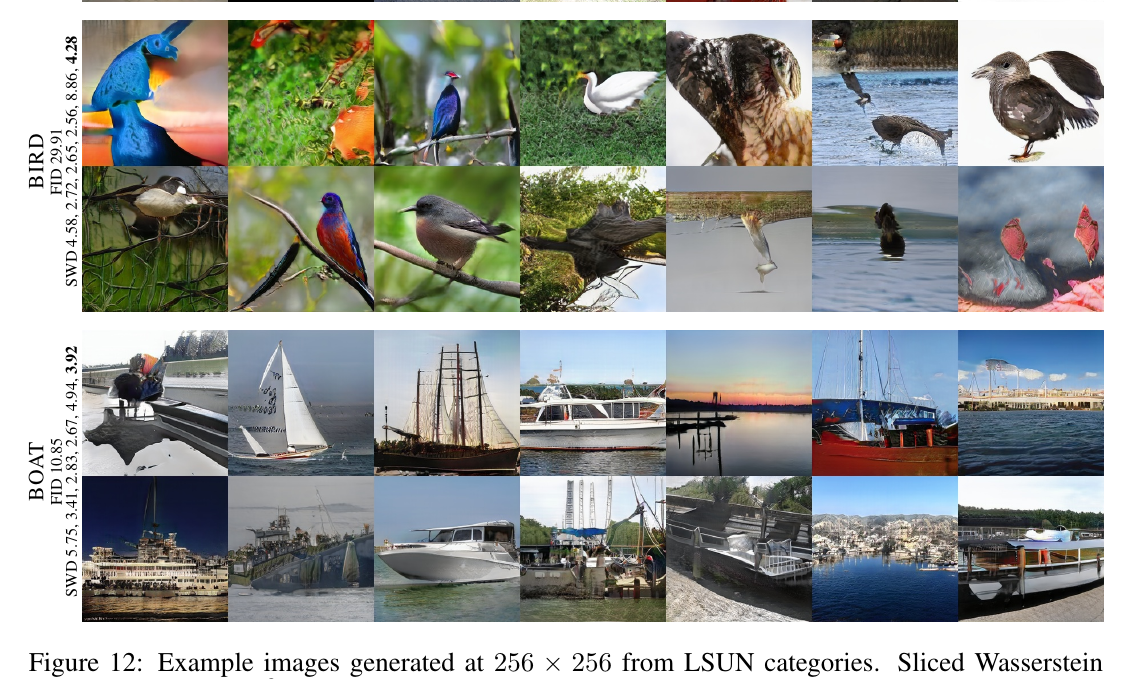 BIRD
FID 29.91
SWD 4.58, 2.72, 2.65, 2.56, 8.86, 4.28
BOAT
FID 10.85
SWD 5.75, 3.41, 2.83, 2.67, 4.94, 3.92
Figure 12: Example images generated at 256 × 256 from LSUN categories. Sliced Wasserstein